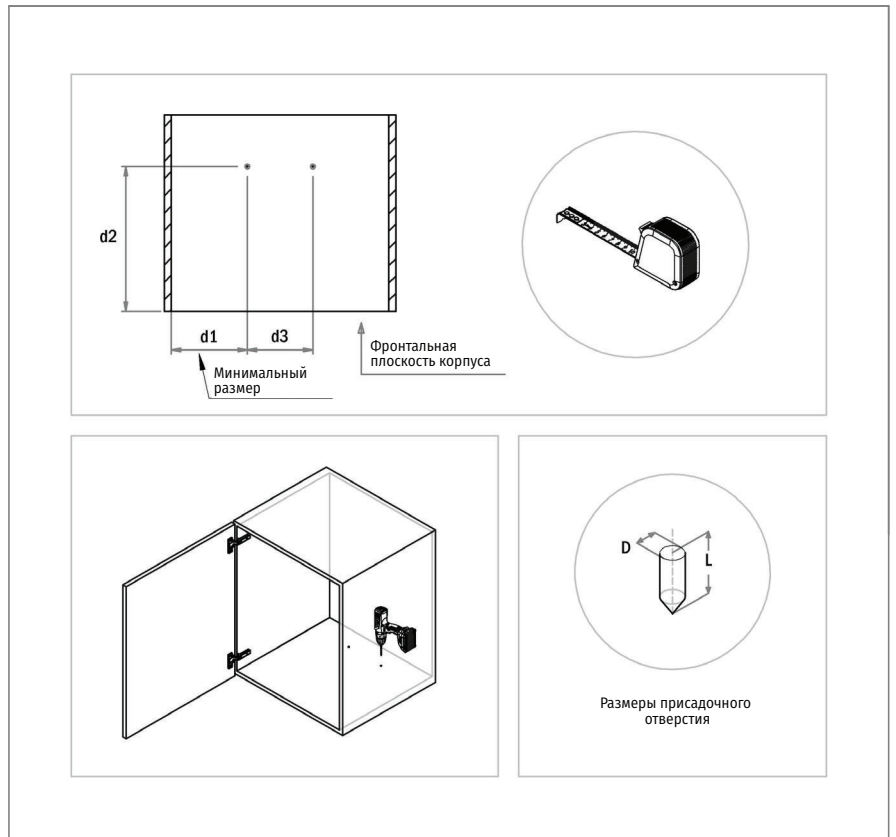 d2
d1
d3
Минимальный
размер
Фронтальная
плоскость корпуса
D
L
Размеры присадочного
отверстия